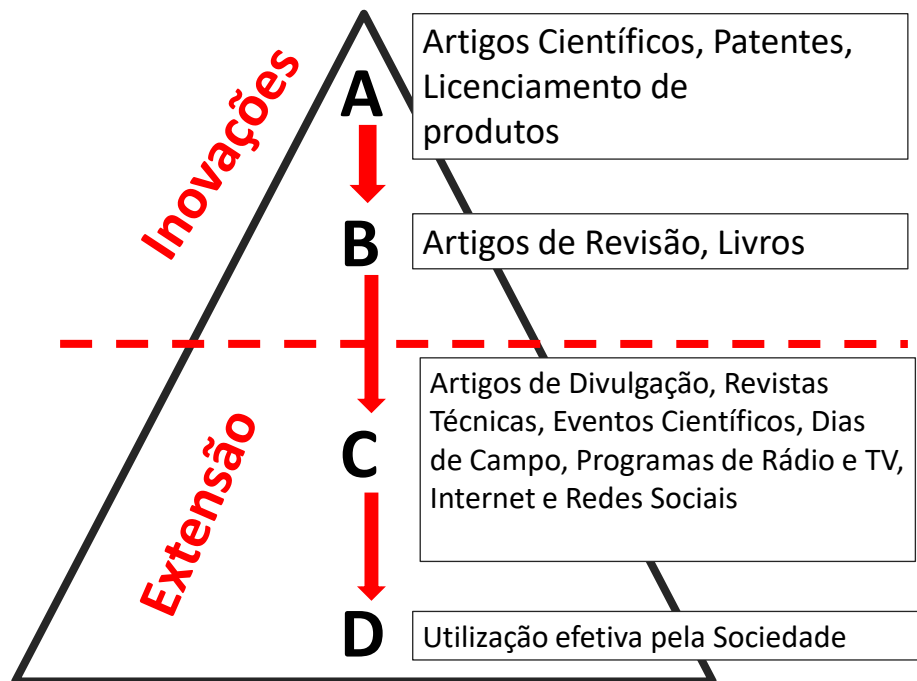 Inovações
A
Artigos Científicos, Patentes,
Licenciamento de
produtos
B
Artigos de Revisão, Livros
Extensão
C
Artigos de Divulgação, Revistas
Técnicas, Eventos Científicos, Dias
de Campo, Programas de Rádio e TV,
Internet e Redes Sociais
D
Utilização efetiva pela Sociedade